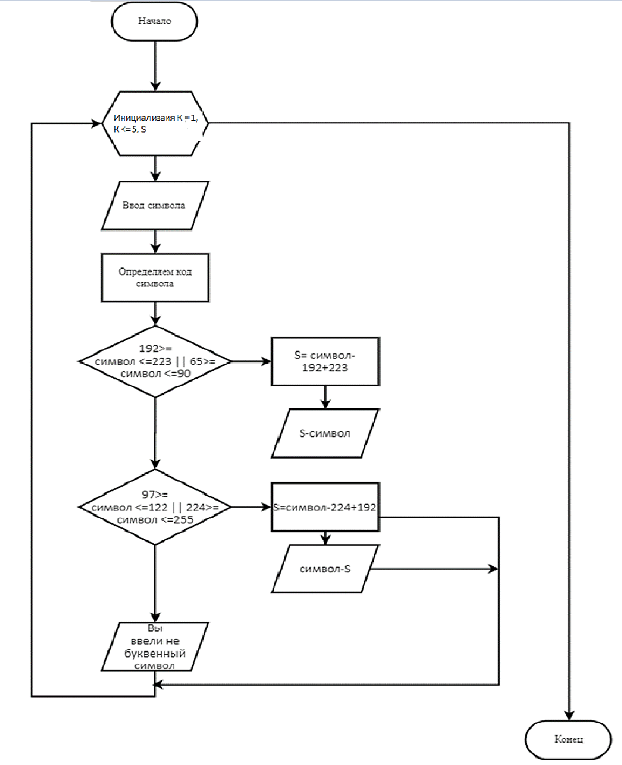 Начало
Инициализаия К =1,
К <=5, S
Ввод символа
Определяем код
символа
192>=
символ <=223 || 65>=
символ <=90
S= символ-
192+223
S-символ
97>=
символ <=122 || 224>=
символ <=255
S=символ-224+192
символ-S
Вы
ввели не
буквенный
символ
Конец